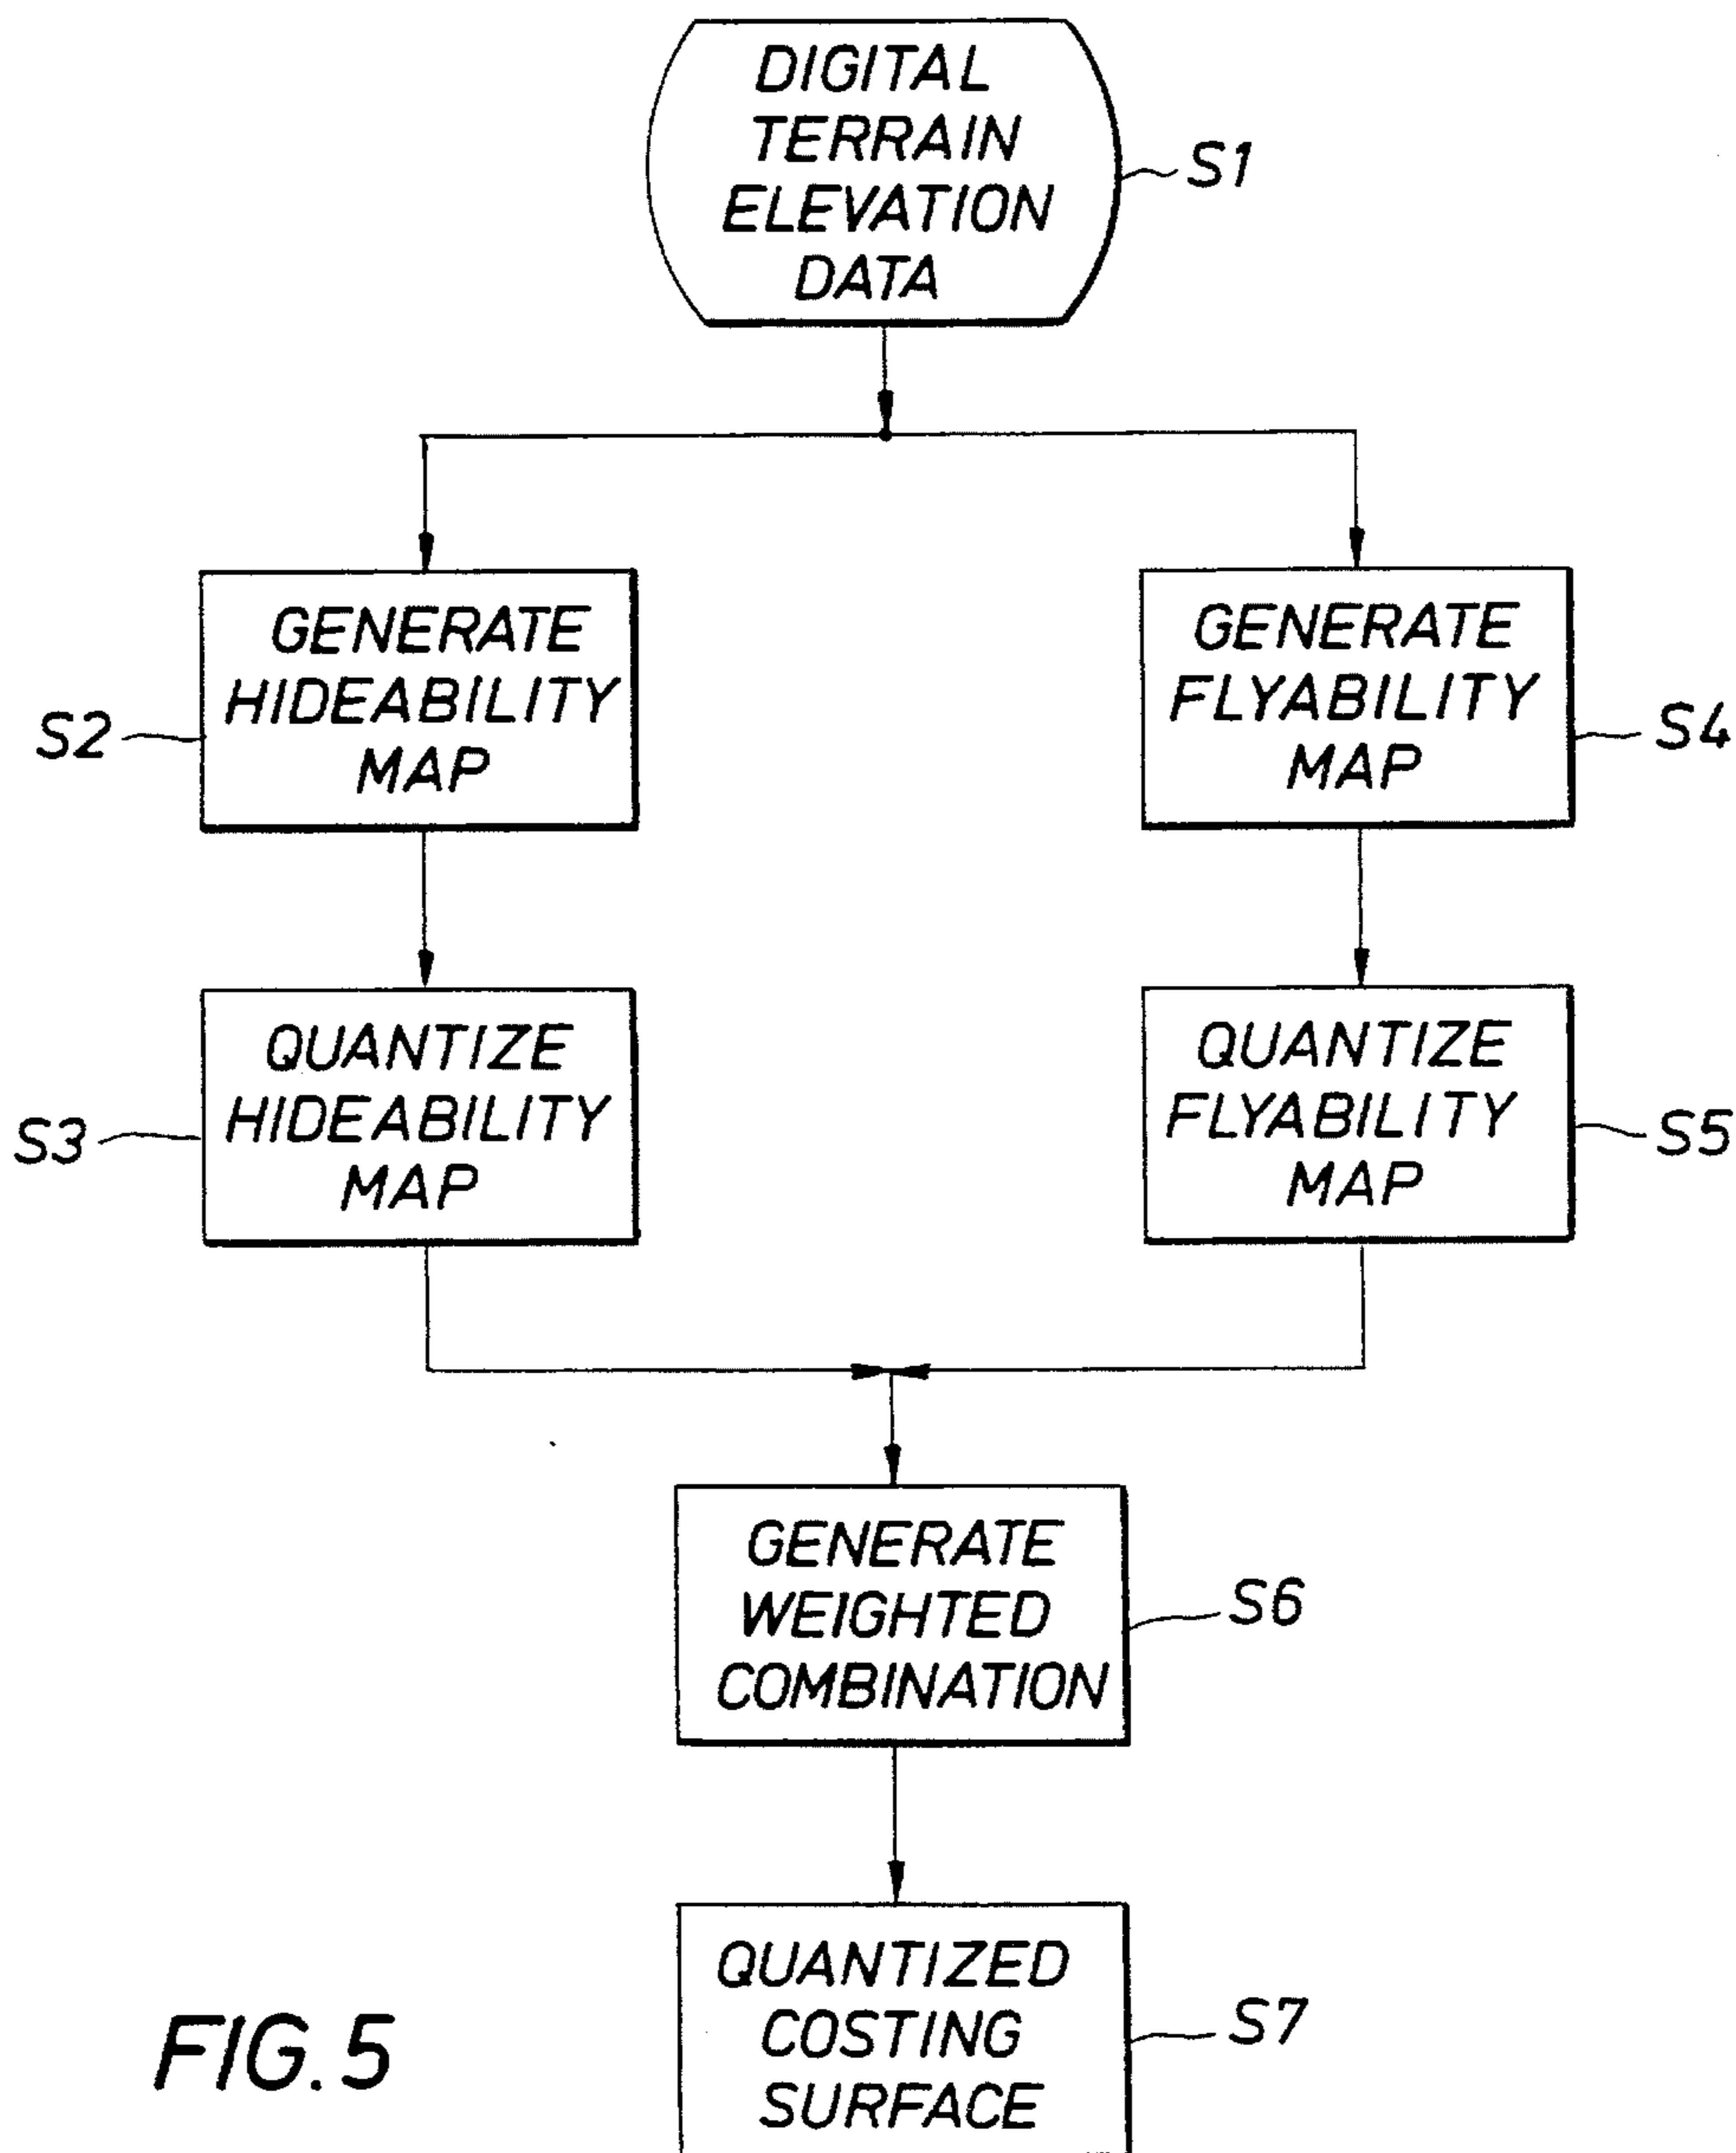 DIGITAL
TERRAIN
ELEVATION
DATA
S1
GENERATE
HIDEABILITY
MAP
S2
GENERATE
FLYABILITY
MAP
S4
QUANTIZE
HIDEABILITY
MAP
S3
QUANTIZE
FLYABILITY
MAP
S5
GENERATE
WEIGHTED
COMBINATION
S6
QUANTIZED
COSTING
SURFACE
S7
FIG.5